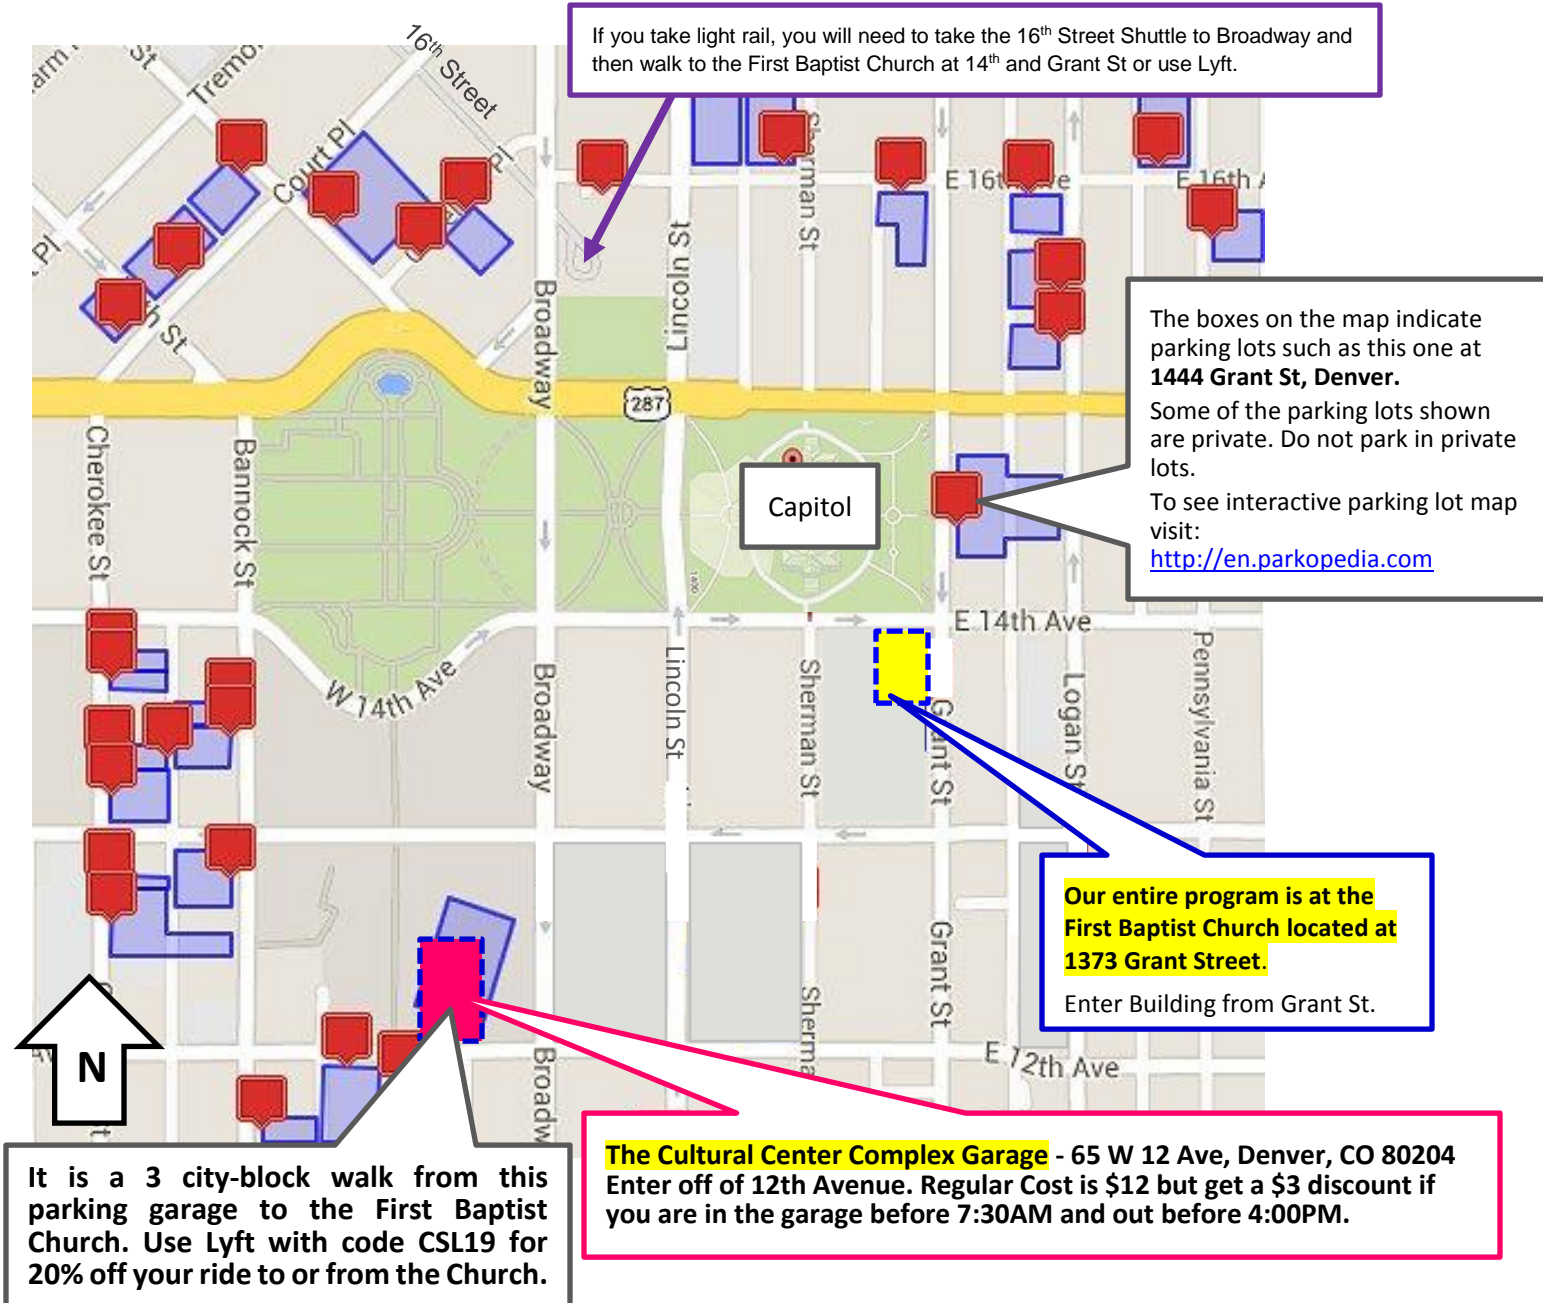 If you take light rail, you will need to take the 16th Street Shuttle to Broadway and
then walk to the First Baptist Church at 14th and Grant St or use Lyft.
16th Street
St
Tremo
arm
Court Pl
Pl
Pl
th St
Broadway
Lincoln St
Sherman St
E 16th Ave
E 16th A
287
The boxes on the map indicate
parking lots such as this one at
1444 Grant St, Denver.
Some of the parking lots shown
are private. Do not park in private
lots.
To see interactive parking lot map
visit:
http://en.parkopedia.com
Cherokee St
Bannock St
Capitol
1400
E 14th Ave
W 14th Ave
Broadway
Lincoln St
Sherman St
Grant St
Logan St
Pennsylvania St
Our entire program is at the
First Baptist Church located at
1373 Grant Street.
Enter Building from Grant St.
Grant St
Sherma
E 12th Ave
Broadw
N
The Cultural Center Complex Garage - 65 W 12 Ave, Denver, CO 80204
Enter off of 12th Avenue. Regular Cost is $12 but get a $3 discount if
you are in the garage before 7:30AM and out before 4:00PM.
It is a 3 city-block walk from this
parking garage to the First Baptist
Church. Use Lyft with code CSL19 for
20% off your ride to or from the Church.